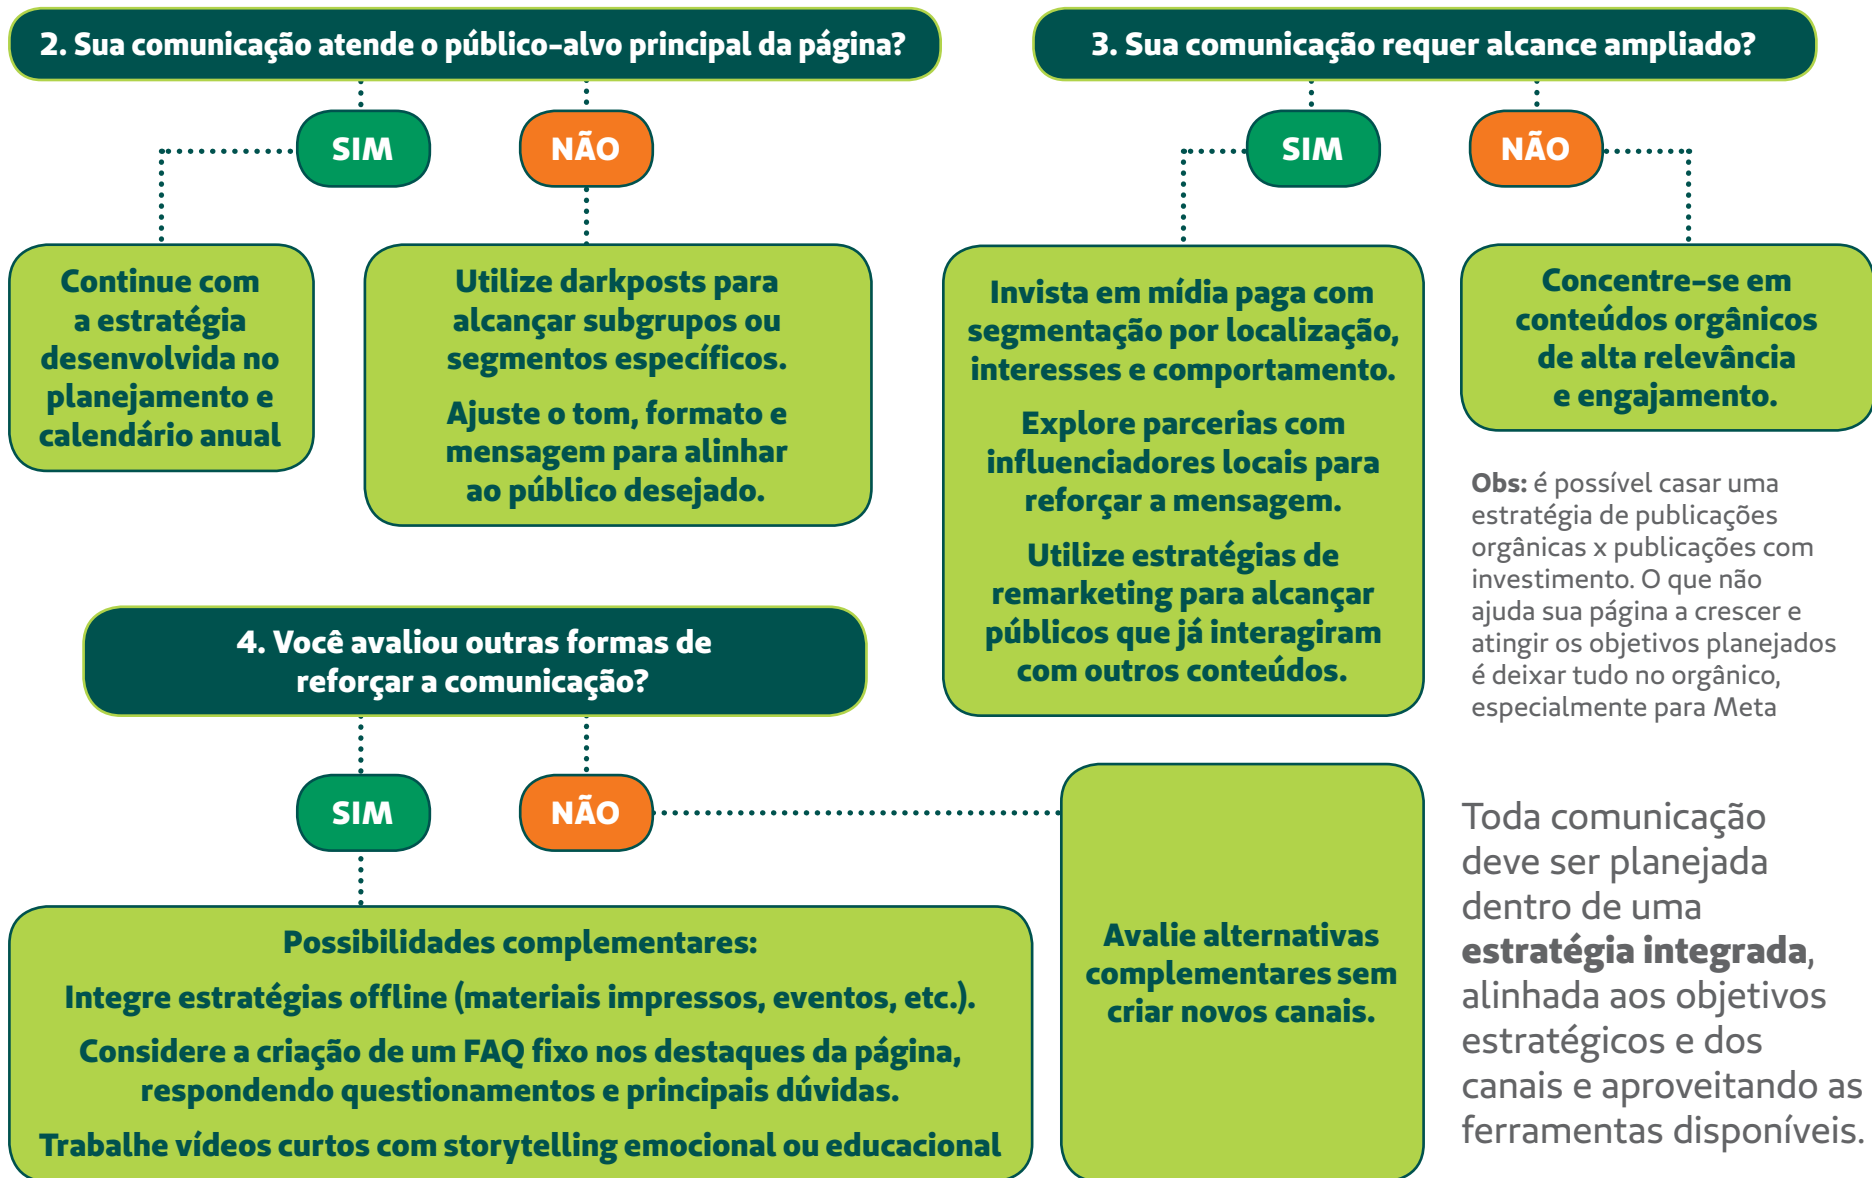 2. Sua comunicação atende o público-alvo principal da página?
SIM
NÃO
Continue com
a estratégia
desenvolvida no
planejamento e
calendário anual
Utilize darkposts para
alcançar subgrupos ou
segmentos específicos.
Ajuste o tom, formato e
mensagem para alinhar
ao público desejado.
3. Sua comunicação requer alcance ampliado?
SIM
NÃO
Invista em mídia paga com
segmentação por localização,
interesses e comportamento.
Explore parcerias com
influenciadores locais para
reforçar a mensagem.
Utilize estratégias de
remarketing para alcançar
públicos que já interagiram
com outros conteúdos.
Concentre-se em
conteúdos orgânicos
de alta relevância
e engajamento.
Obs: é possível casar uma
estratégia de publicações
orgânicas x publicações com
investimento. O que não
ajuda sua página a crescer e
atingir os objetivos planejados
é deixar tudo no orgânico,
especialmente para Meta
4. Você avaliou outras formas de
reforçar a comunicação?
SIM
NÃO
Possibilidades complementares:
Integre estratégias offline (materiais impressos, eventos, etc.).
Considere a criação de um FAQ fixo nos destaques da página,
respondendo questionamentos e principais dúvidas.
Trabalhe vídeos curtos com storytelling emocional ou educacional
Avalie alternativas
complementares sem
criar novos canais.
Toda comunicação
deve ser planejada
dentro de uma
estratégia integrada,
alinhada aos objetivos
estratégicos e dos
canais e aproveitando as
ferramentas disponíveis.